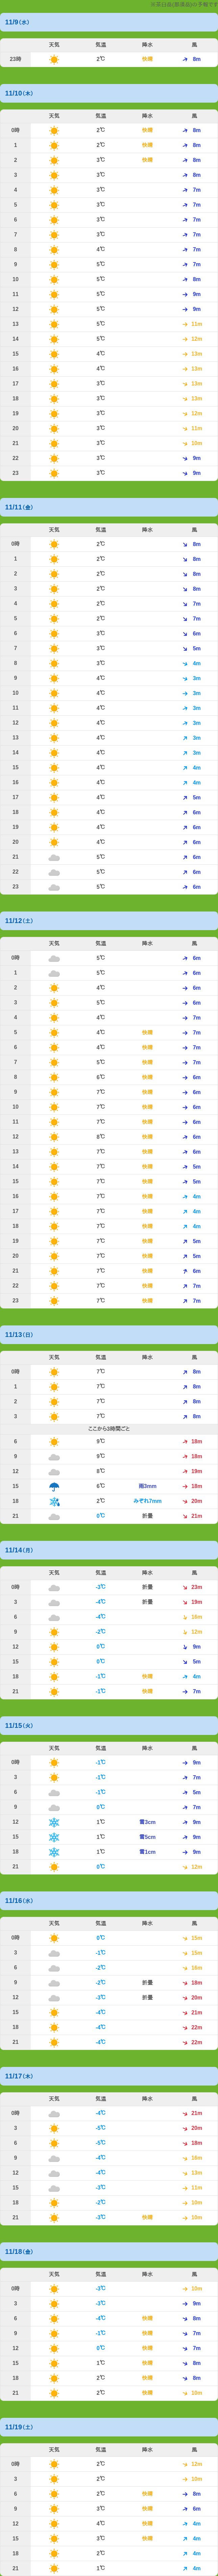 ※茶臼岳(那須岳)の予報です
11/9(水)
天気 気温 降水 風
23時 2℃ 快晴 8m
11/10(木)
天気 気温 降水 風
0時 2℃ 快晴 8m
1 2℃ 快晴 8m
2 3℃ 快晴 8m
3 3℃ 8m
4 3℃ 7m
5 3℃ 7m
6 3℃ 7m
7 3℃ 7m
8 4℃ 7m
9 5℃ 7m
10 5℃ 8m
11 5℃ 9m
12 5℃ 9m
13 5℃ 11m
14 5℃ 12m
15 4℃ 13m
16 4℃ 13m
17 3℃ 13m
18 3℃ 13m
19 3℃ 12m
20 3℃ 11m
21 3℃ 10m
22 3℃ 9m
23 3℃ 9m
11/11(金)
天気 気温 降水 風
0時 2℃ 8m
1 2℃ 8m
2 2℃ 8m
3 2℃ 8m
4 2℃ 7m
5 2℃ 7m
6 3℃ 6m
7 3℃ 5m
8 3℃ 4m
9 4℃ 3m
10 4℃ 3m
11 4℃ 3m
12 4℃ 3m
13 4℃ 3m
14 4℃ 3m
15 4℃ 4m
16 4℃ 4m
17 4℃ 5m
18 4℃ 6m
19 4℃ 6m
20 4℃ 6m
21 5℃ 6m
22 5℃ 6m
23 5℃ 6m
11/12(土)
天気 気温 降水 風
0時 5℃ 6m
1 5℃ 6m
2 4℃ 6m
3 5℃ 6m
4 4℃ 7m
5 4℃ 快晴 7m
6 4℃ 快晴 7m
7 5℃ 快晴 7m
8 6℃ 快晴 6m
9 7℃ 快晴 6m
10 7℃ 快晴 6m
11 7℃ 快晴 6m
12 8℃ 快晴 6m
13 7℃ 快晴 6m
14 7℃ 快晴 5m
15 7℃ 快晴 5m
16 7℃ 快晴 4m
17 7℃ 快晴 4m
18 7℃ 快晴 4m
19 7℃ 快晴 5m
20 7℃ 快晴 5m
21 7℃ 快晴 6m
22 7℃ 快晴 7m
23 7℃ 快晴 7m
11/13(日)
天気 気温 降水 風
0時 7℃ 8m
1 7℃ 8m
2 7℃ 8m
3 7℃ 8m
ここから3時間ごと
6 9℃ 18m
9 9℃ 18m
12 8℃ 19m
15 6℃ 雨3mm 18m
18 2℃ みぞれ7mm 20m
21 0℃ 折曇 21m
11/14(月)
天気 気温 降水 風
0時 -3℃ 折曇 23m
3 -4℃ 折曇 19m
6 -4℃ 16m
9 -2℃ 12m
12 0℃ 9m
15 0℃ 5m
18 -1℃ 快晴 4m
21 -1℃ 快晴 7m
11/15(火)
天気 気温 降水 風
0時 -1℃ 9m
3 -1℃ 7m
6 -1℃ 5m
9 0℃ 7m
12 1℃ 雪3cm 9m
15 1℃ 雪5cm 9m
18 1℃ 雪1cm 9m
21 0℃ 12m
11/16(水)
天気 気温 降水 風
0時 0℃ 15m
3 -1℃ 15m
6 -2℃ 16m
9 -2℃ 折曇 18m
12 -3℃ 折曇 20m
15 -4℃ 21m
18 -4℃ 22m
21 -4℃ 22m
11/17(木)
天気 気温 降水 風
0時 -4℃ 21m
3 -5℃ 20m
6 -5℃ 18m
9 -4℃ 16m
12 -4℃ 13m
15 -3℃ 11m
18 -2℃ 10m
21 -3℃ 快晴 10m
11/18(金)
天気 気温 降水 風
0時 -3℃ 10m
3 -3℃ 9m
6 -4℃ 快晴 8m
9 -1℃ 快晴 7m
12 0℃ 快晴 7m
15 1℃ 8m
18 2℃ 8m
21 2℃ 10m
11/19(土)
天気 気温 降水 風
0時 2℃ 12m
3 2℃ 10m
6 2℃ 快晴 8m
9 3℃ 快晴 6m
12 4℃ 快晴 4m
15 3℃ 快晴 4m
18 2℃ 4m
21 1℃ 4m